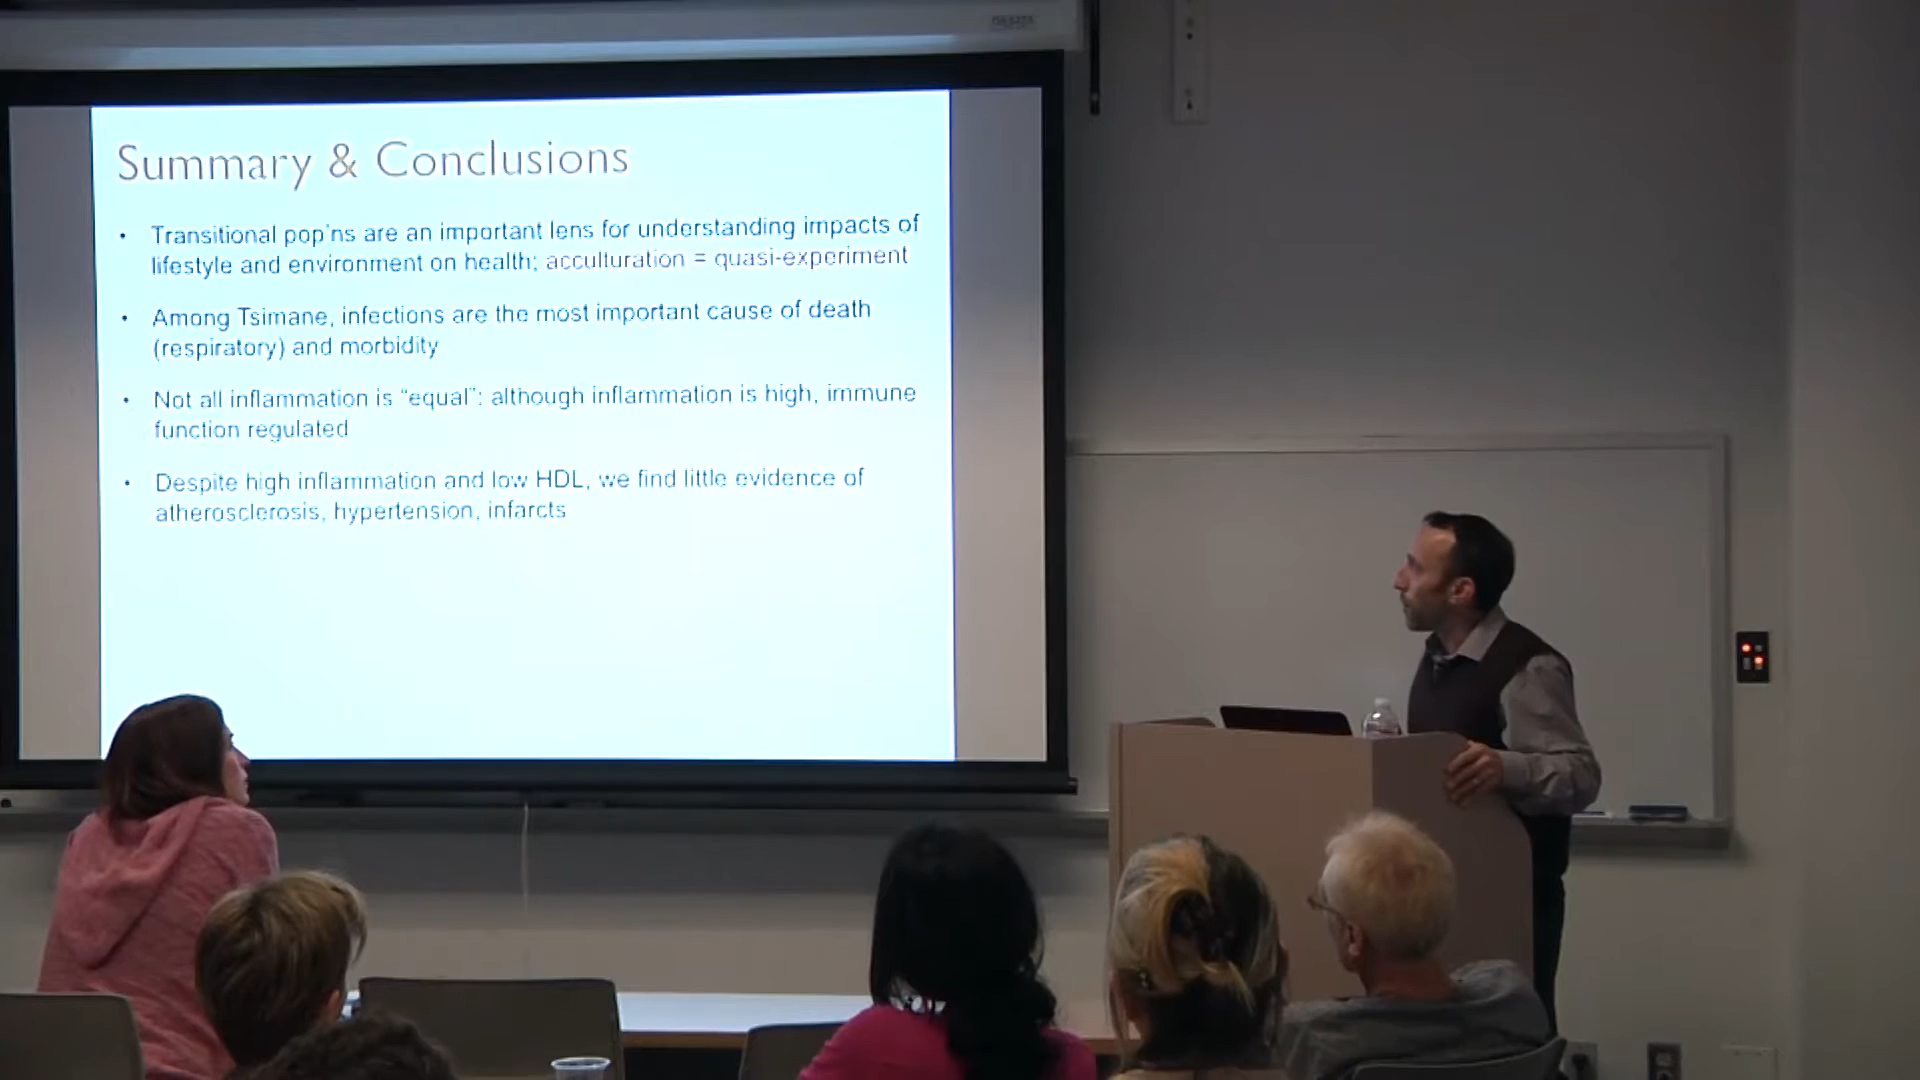 Summary & Conclusions
• Transitional pop'ns are an important lens for understanding impacts of
lifestyle and environment on health; acculturation = quasi-experiment
• Among Tsimane, infections are the most important cause of death
(respiratory) and morbidity
• Not all inflammation is “equal”: although inflammation is high, immune
function regulated
• Despite high inflammation and low HDL, we find little evidence of
atherosclerosis, hypertension, infarcts